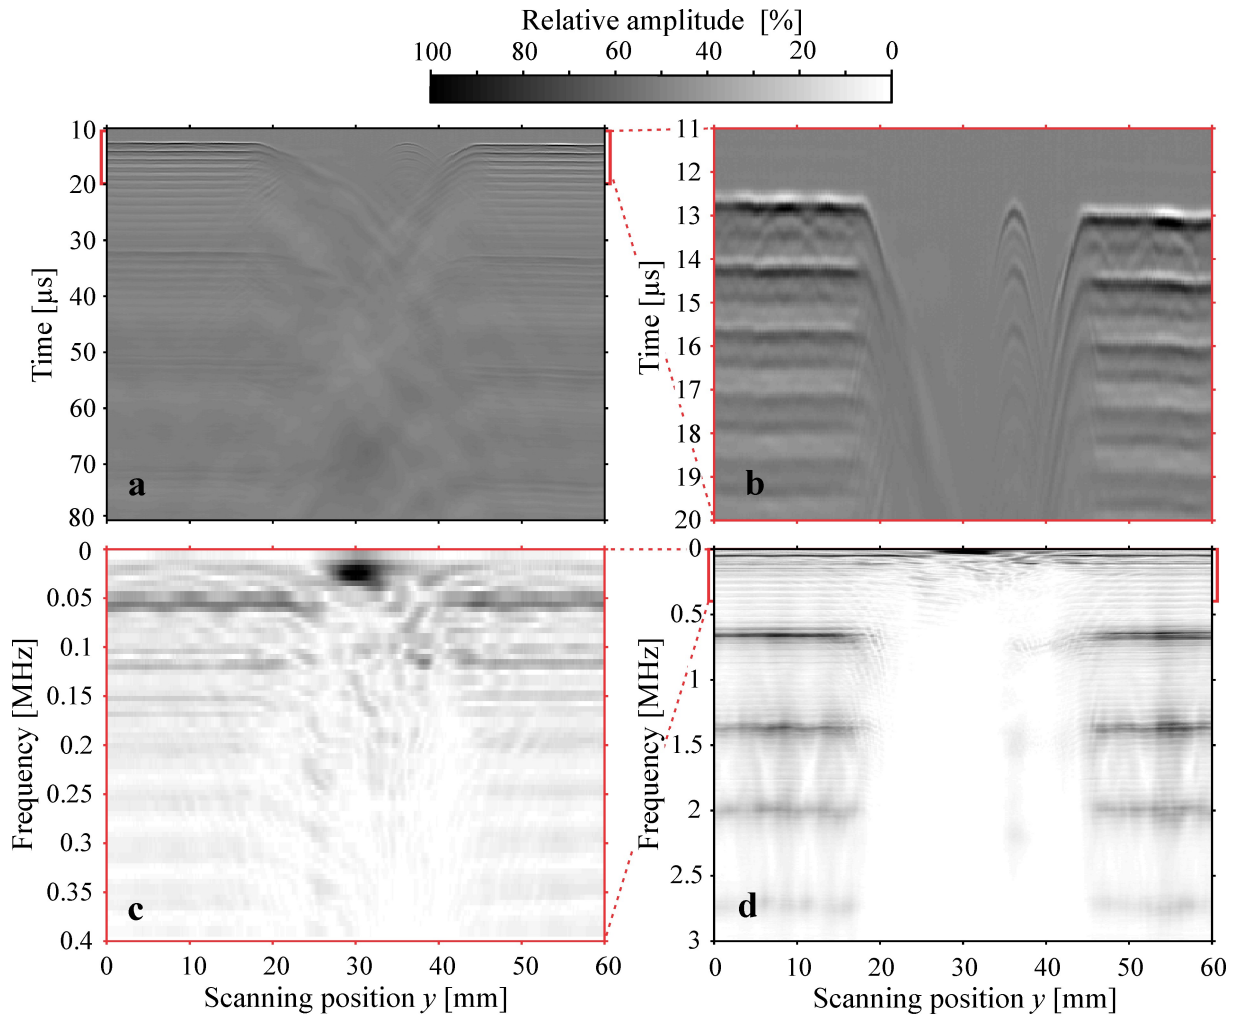 Relative amplitude [%]
100 80 60 40 20 0
10
20
30
40
50
60
70
80
Time [µs]
a
11
12
13
14
15
16
17
18
19
20
Time [µs]
b
0
0.05
0.1
0.15
0.2
0.25
0.3
0.35
0.4
Frequency [MHz]
c
0 10 20 30 40 50 60
Scanning position y [mm]
0
0.5
1
1.5
2
2.5
3
Frequency [MHz]
d
0 10 20 30 40 50 60
Scanning position y [mm]